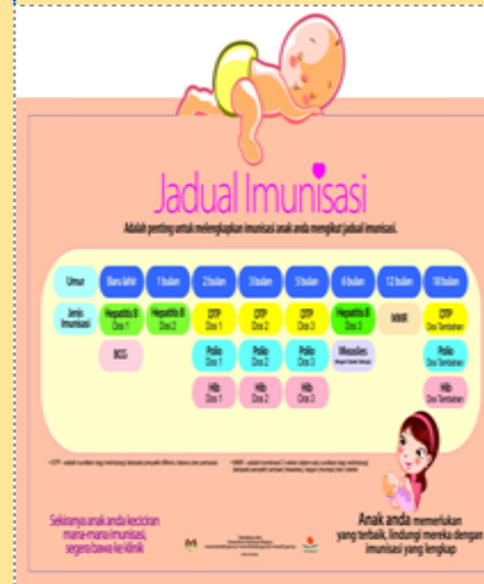 Jadual Imunisasi
Adalah penting untuk melengkapkan imunisasi anak anda mengikut jadual imunisasi.
Umur Baru lahir 1 bulan 2 bulan 3 bulan 5 bulan 6 bulan 12 bulan 18 bulan
Jenis Imunisasi
Hepatitis B Dos 1
Hepatitis B Dos 2
DTP Dos 1
DTP Dos 2
DTP Dos 3
Hepatitis B Dos 3
MMR
DTP Dos Tambahan
BCG
Polio Dos 1
Polio Dos 2
Polio Dos 3
Measles
Polio Dos Tambahan
Hib Dos 1
Hib Dos 2
Hib Dos 3
Hib Dos Tambahan
Sekiranya anak anda keciciran
mana-mana imunisasi,
segera bawa ke klinik
Anak anda memerlukan
yang terbaik, lindungi mereka dengan
imunisasi yang lengkap